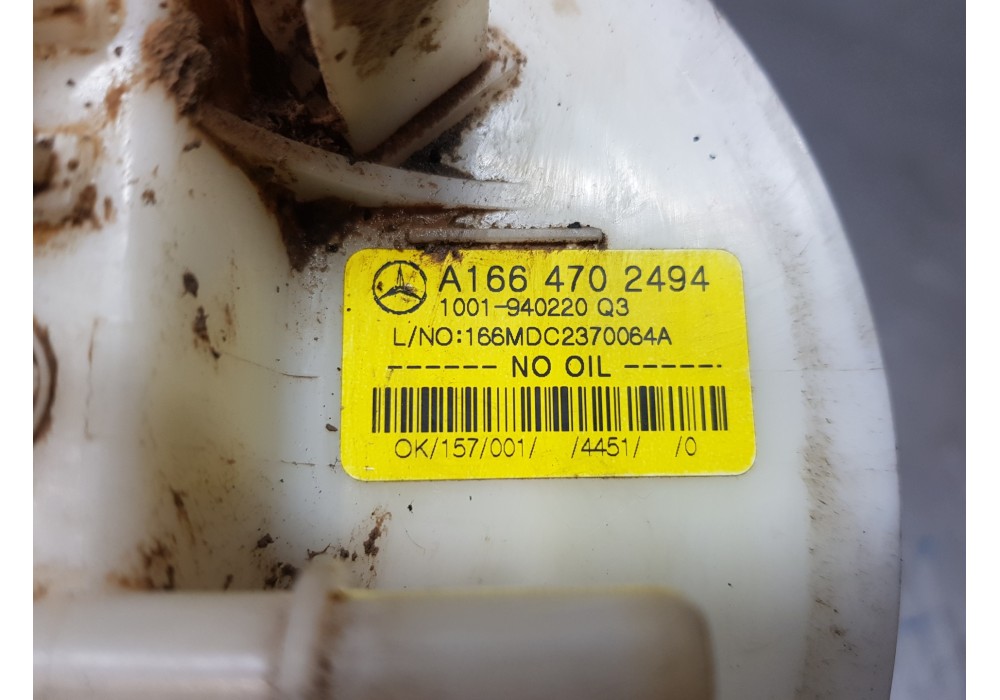 A166 470 2494
1001-940220 Q3
L/NO:166MDC2370064A
------ NO OIL ------
OK/157/001/ /4451/ /0